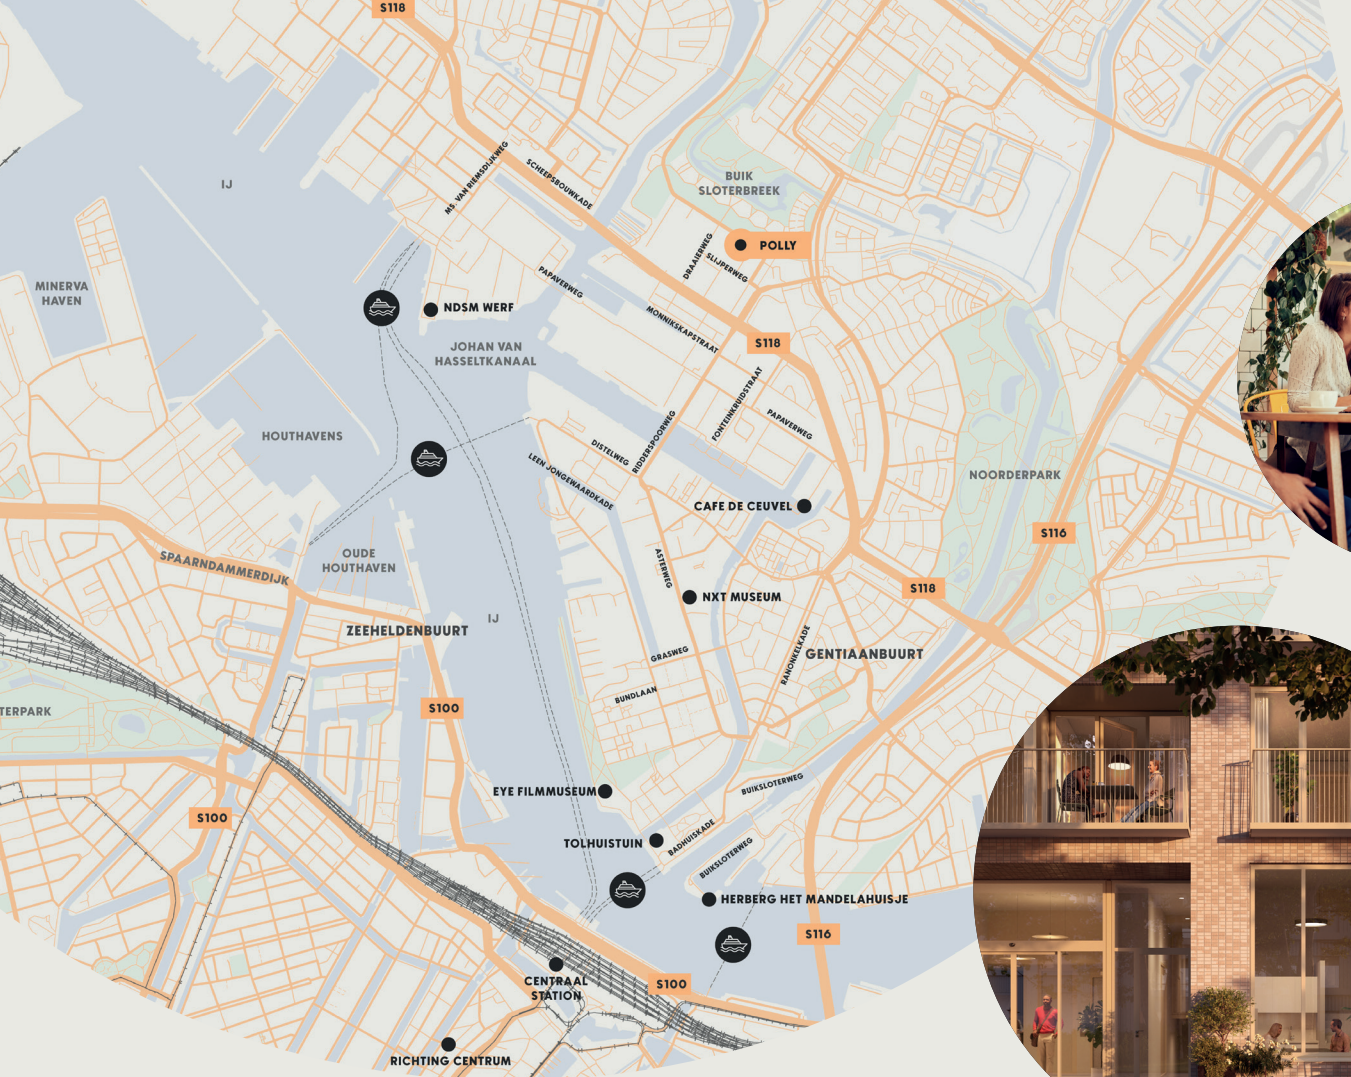 S118
IJ
MS. VAN RIEMSDIJKWEG
SCHEEPSBOUWKADE
BUIK
SLOTERBREEK
POLLY
DRAAIERWEG
SLIJPERWEG
MINERVA
HAVEN
PAPAVERWEG
NDSM WERF
MONNIKSKAPSTRAAT
JOHAN VAN
HASSELTKANAAL
S118
FONTEINKRUIDSTRAAT
PAPAVERWEG
HOUTHAVENS
DISTELWEG
RIDDERSPOORWEG
LEEN JONGEWAARDKADE
NOORDERPARK
CAFE DE CEUVEL
S116
SPAARNDAMMERDIJK
OUDE
HOUTHAVEN
ASTERWEG
S118
NXT MUSEUM
IJ
ZEEHELDENBUURT
GRASWEG
RANONKELKADE
GENTIAANBUURT
BUNDLAAN
TERPARK
S100
EYE FILMMUSEUM
BUIKSLOTERWEG
S100
TOLHUISTUIN
BADHUISKADE
BUIKSLOTERWEG
HERBERG HET MANDELAHUISJE
S116
CENTRAAL
STATION
S100
RICHTING CENTRUM